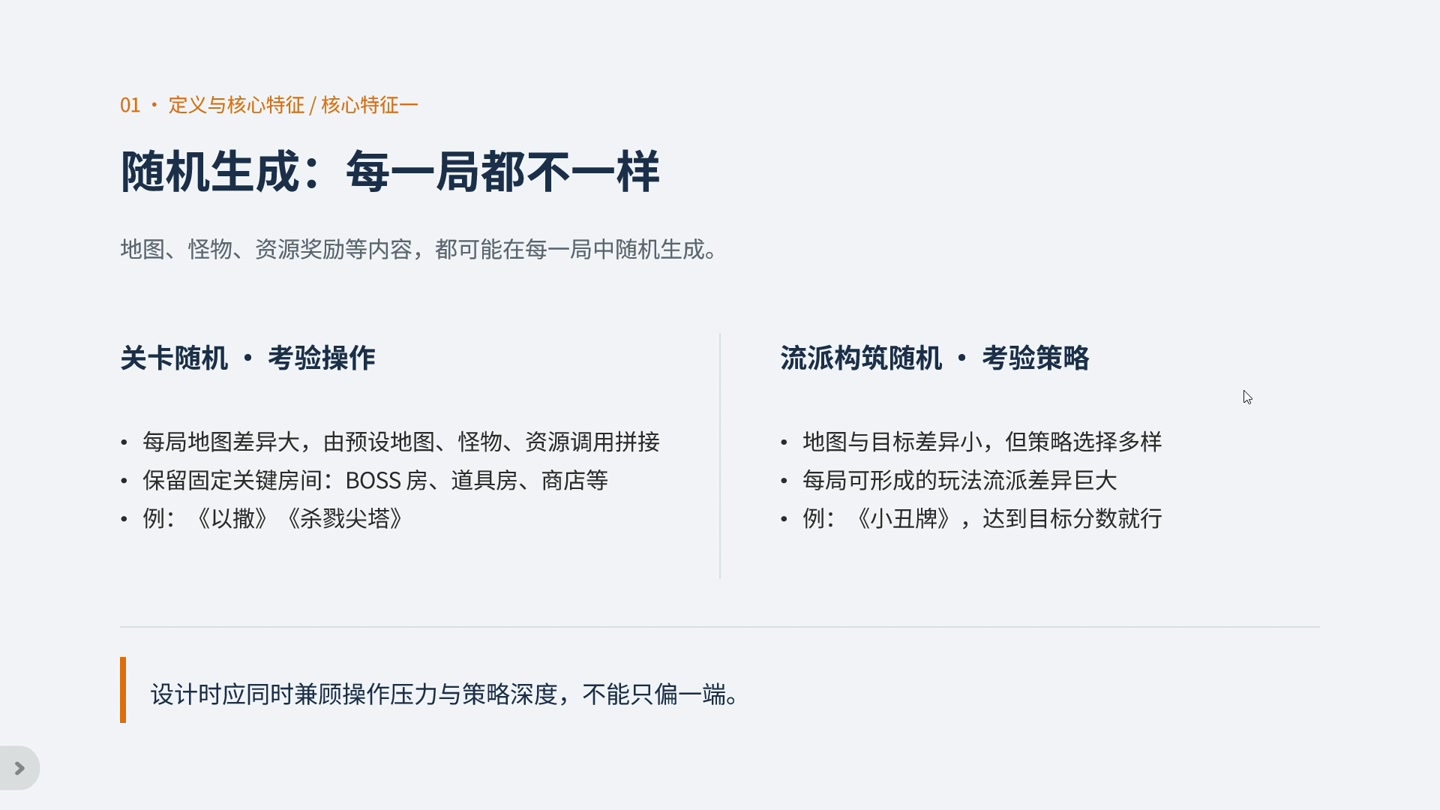 01 · 定义与核心特征 / 核心特征一
随机生成：每一局都不一样
地图、怪物、资源奖励等内容，都可能在每一局中随机生成。
关卡随机 · 考验操作
• 每局地图差异大，由预设地图、怪物、资源调用拼接
• 保留固定关键房间：BOSS 房、道具房、商店等
• 例：《以撒》《杀戮尖塔》
流派构筑随机 · 考验策略
• 地图与目标差异小，但策略选择多样
• 每局可形成的玩法流派差异巨大
• 例：《小丑牌》，达到目标分数就行
设计时应同时兼顾操作压力与策略深度，不能只偏一端。